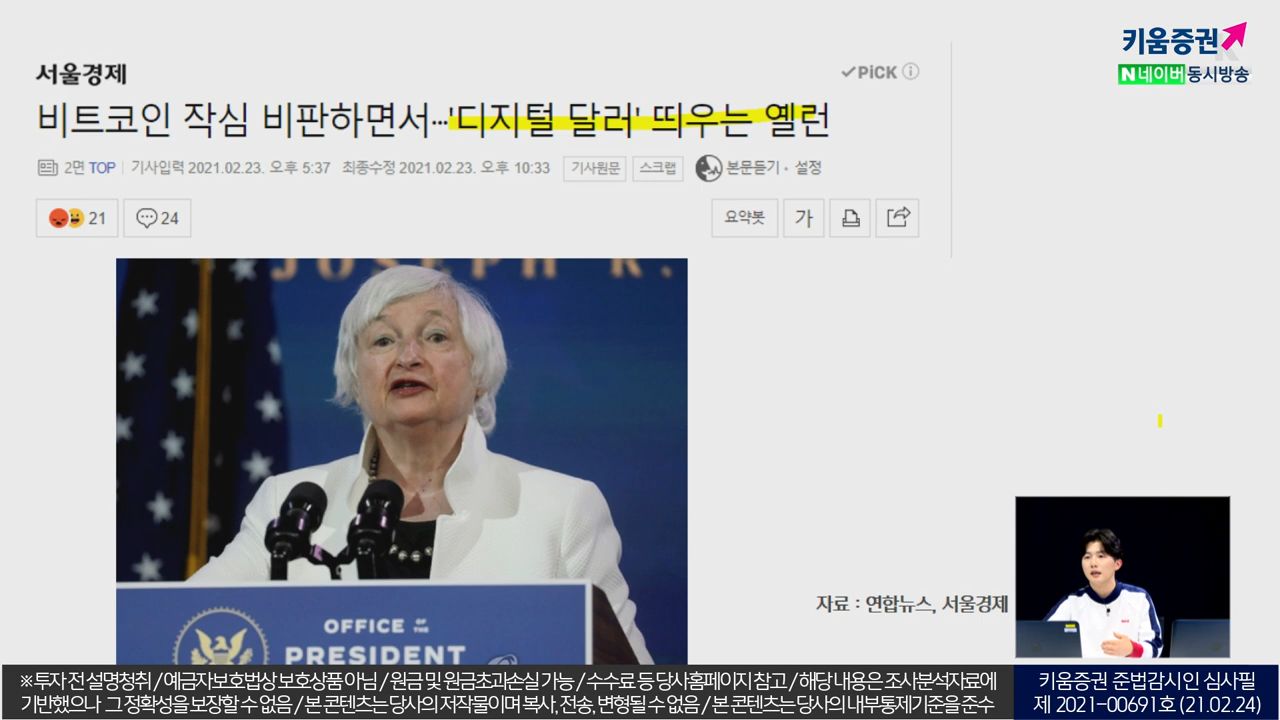 키움증권
N 네이버 동시방송
서울경제
PiCK
비트코인 작심 비판하면서…'디지털 달러' 띄우는 옐런
2면 TOP 기사입력 2021.02.23. 오후 5:37 최종수정 2021.02.23. 오후 10:33 기사원문 스크랩 본문듣기 · 설정
21 24 요약봇 가
JOSEPH R.
OFFICE OF THE
PRESIDENT
자료 : 연합뉴스, 서울경제
※ 투자 전 설명청취 / 예금자보호법상 보호상품 아님 / 원금 및 원금초과손실 가능 / 수수료 등 당사홈페이지 참고 / 해당 내용은 조사분석자료에
기반했으나 그 정확성을 보장할 수 없음 / 본 콘텐츠는 당사의 저작물이며 복사, 전송, 변형될 수 없음 / 본 콘텐츠는 당사의 내부통제기준을 준수
키움증권 준법감시인 심사필
제 2021-00691호 (21.02.24)